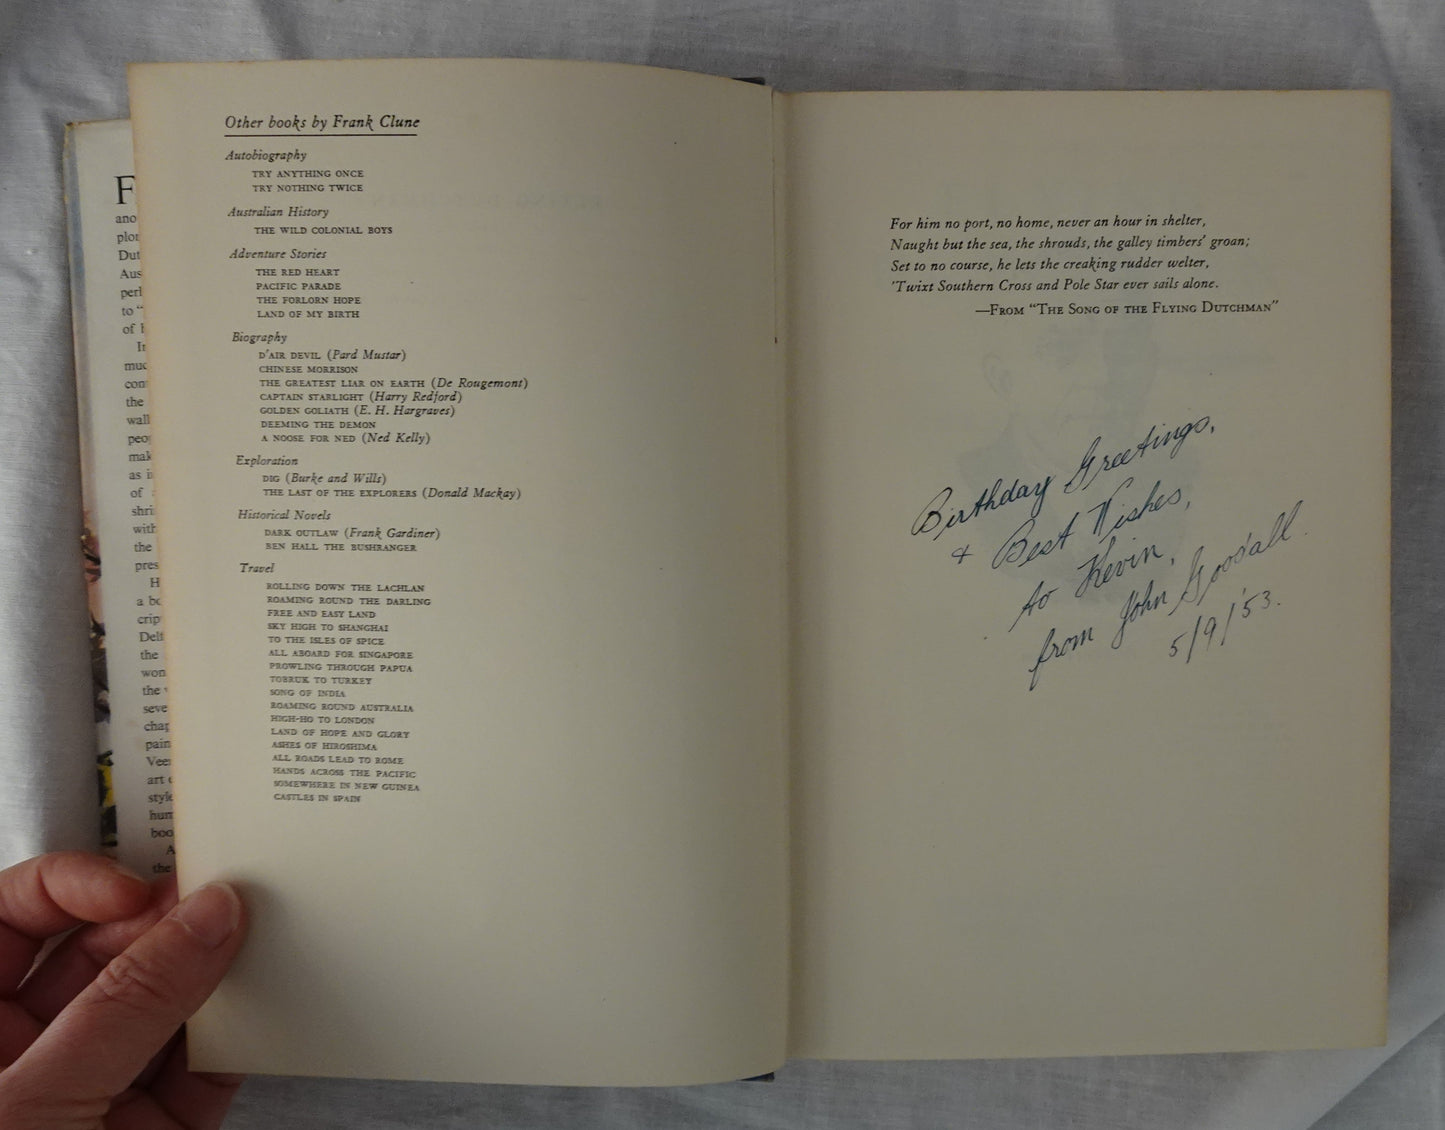 Other books by Frank Clune
Autobiography
TRY ANYTHING ONCE
TRY NOTHING TWICE
Australian History
THE WILD COLONIAL BOYS
Adventure Stories
THE RED HEART
PACIFIC PARADE
THE FORLORN HOPE
LAND OF MY BIRTH
Biography
D'AIR DEVIL (Pard Mustar)
CHINESE MORRISON
THE GREATEST LIAR ON EARTH (De Rougemont)
CAPTAIN STARLIGHT (Harry Redford)
GOLDEN GOLIATH (E. H. Hargraves)
DEEMING THE DEMON
A NOOSE FOR NED (Ned Kelly)
Exploration
DIG (Burke and Wills)
THE LAST OF THE EXPLORERS (Donald Mackay)
Historical Novels
DARK OUTLAW (Frank Gardiner)
BEN HALL THE BUSHRANGER
Travel
ROLLING DOWN THE LACHLAN
ROAMING ROUND THE DARLING
FREE AND EASY LAND
SKY HIGH TO SHANGHAI
TO THE ISLES OF SPICE
ALL ABOARD FOR SINGAPORE
PROWLING THROUGH PAPUA
TOBRUK TO TURKEY
SONG OF INDIA
ROAMING ROUND AUSTRALIA
HIGH-HO TO LONDON
LAND OF HOPE AND GLORY
ASHES OF HIROSHIMA
ALL ROADS LEAD TO ROME
HANDS ACROSS THE PACIFIC
SOMEWHERE IN NEW GUINEA
CASTLES IN SPAIN
For him no port, no home, never an hour in shelter,
Naught but the sea, the shrouds, the galley timbers' groan;
Set to no course, he lets the creaking rudder welter,
'Twixt Southern Cross and Pole Star ever sails alone.
—FROM "THE SONG OF THE FLYING DUTCHMAN"
Birthday Greetings,
+ Best Wishes,
to Kevin,
from John Goodall.
5/9/'53.